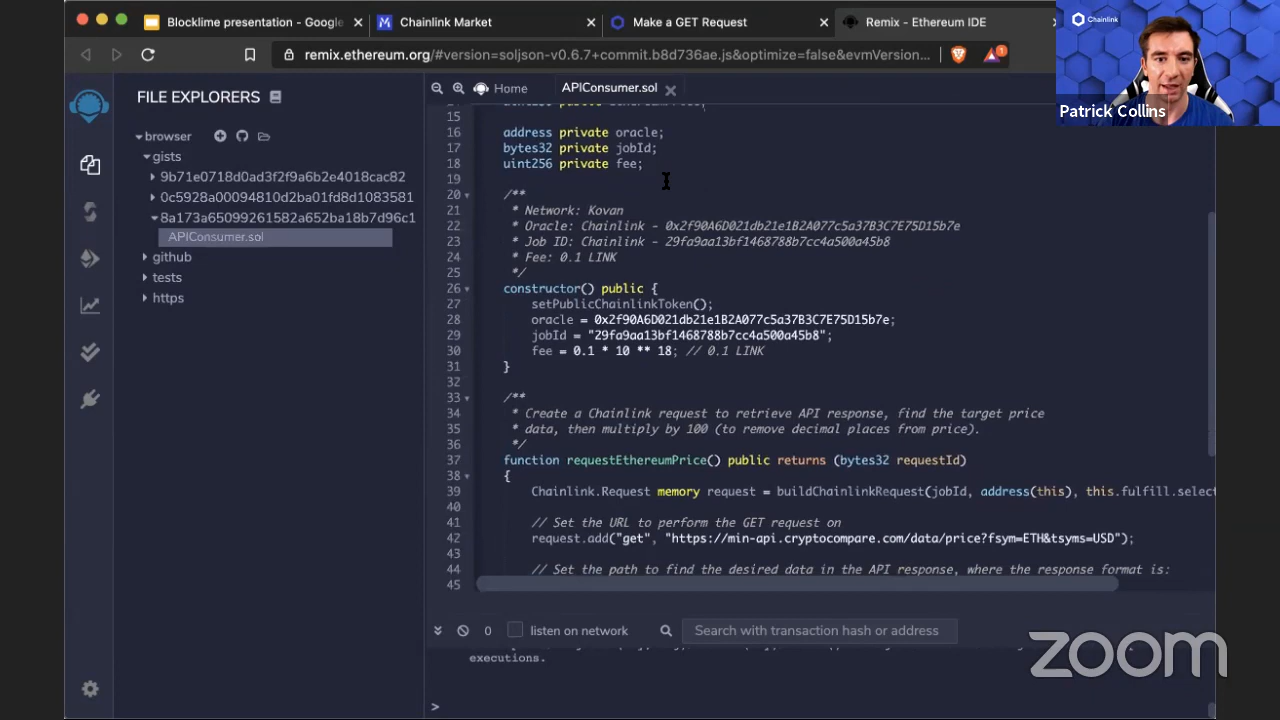 Blocklime presentation - Google
Chainlink Market
Make a GET Request
Remix - Ethereum IDE
Chainlink
remix.ethereum.org/#version=soljson-v0.6.7+commit.b8d736ae.js&optimize=false&evmVersion...
1
Patrick Collins
FILE EXPLORERS
Home
APIConsumer.sol
browser
gists
9b71e0718d0ad3f2f9a6b2e4018cac82
0c5928a00094810d2ba01fd8d1083581
8a173a65099261582a652ba18b7d96c1
APIConsumer.sol
github
tests
https
15
16 address private oracle;
17 bytes32 private jobId;
18 uint256 private fee;
19
20 /**
21 * Network: Kovan
22 * Oracle: Chainlink - 0x2f90A6D021db21e1B2A077c5a37B3C7E75D15b7e
23 * Job ID: Chainlink - 29fa9aa13bf1468788b7cc4a500a45b8
24 * Fee: 0.1 LINK
25 */
26 constructor() public {
27 setPublicChainlinkToken();
28 oracle = 0x2f90A6D021db21e1B2A077c5a37B3C7E75D15b7e;
29 jobId = "29fa9aa13bf1468788b7cc4a500a45b8";
30 fee = 0.1 * 10 ** 18; // 0.1 LINK
31 }
32
33 /**
34 * Create a Chainlink request to retrieve API response, find the target price
35 * data, then multiply by 100 (to remove decimal places from price).
36 */
37 function requestEthereumPrice() public returns (bytes32 requestId)
38 {
39 Chainlink.Request memory request = buildChainlinkRequest(jobId, address(this), this.fulfill.select
40
41 // Set the URL to perform the GET request on
42 request.add("get", "https://min-api.cryptocompare.com/data/price?fsym=ETH&tsyms=USD");
43
44 // Set the path to find the desired data in the API response, where the response format is:
45
0
listen on network
Search with transaction hash or address
executions.
>
zoom